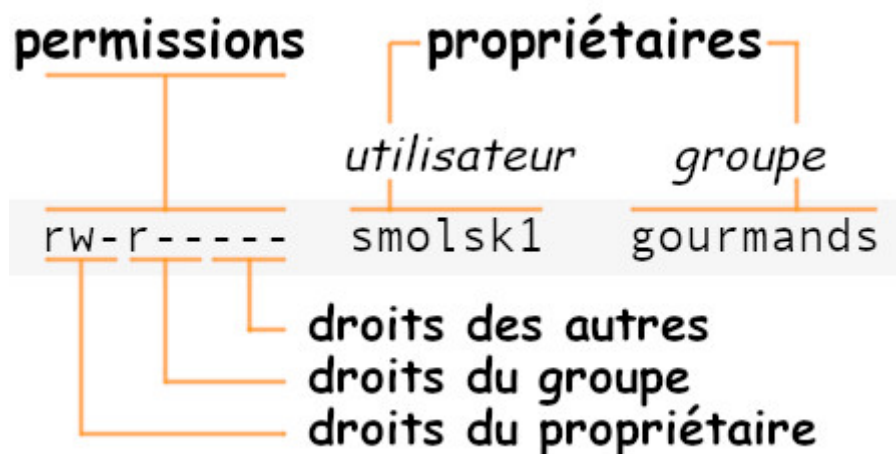 permissions propriétaires
utilisateur groupe
rw-r----- smolsk1 gourmands
droits des autres
droits du groupe
droits du propriétaire